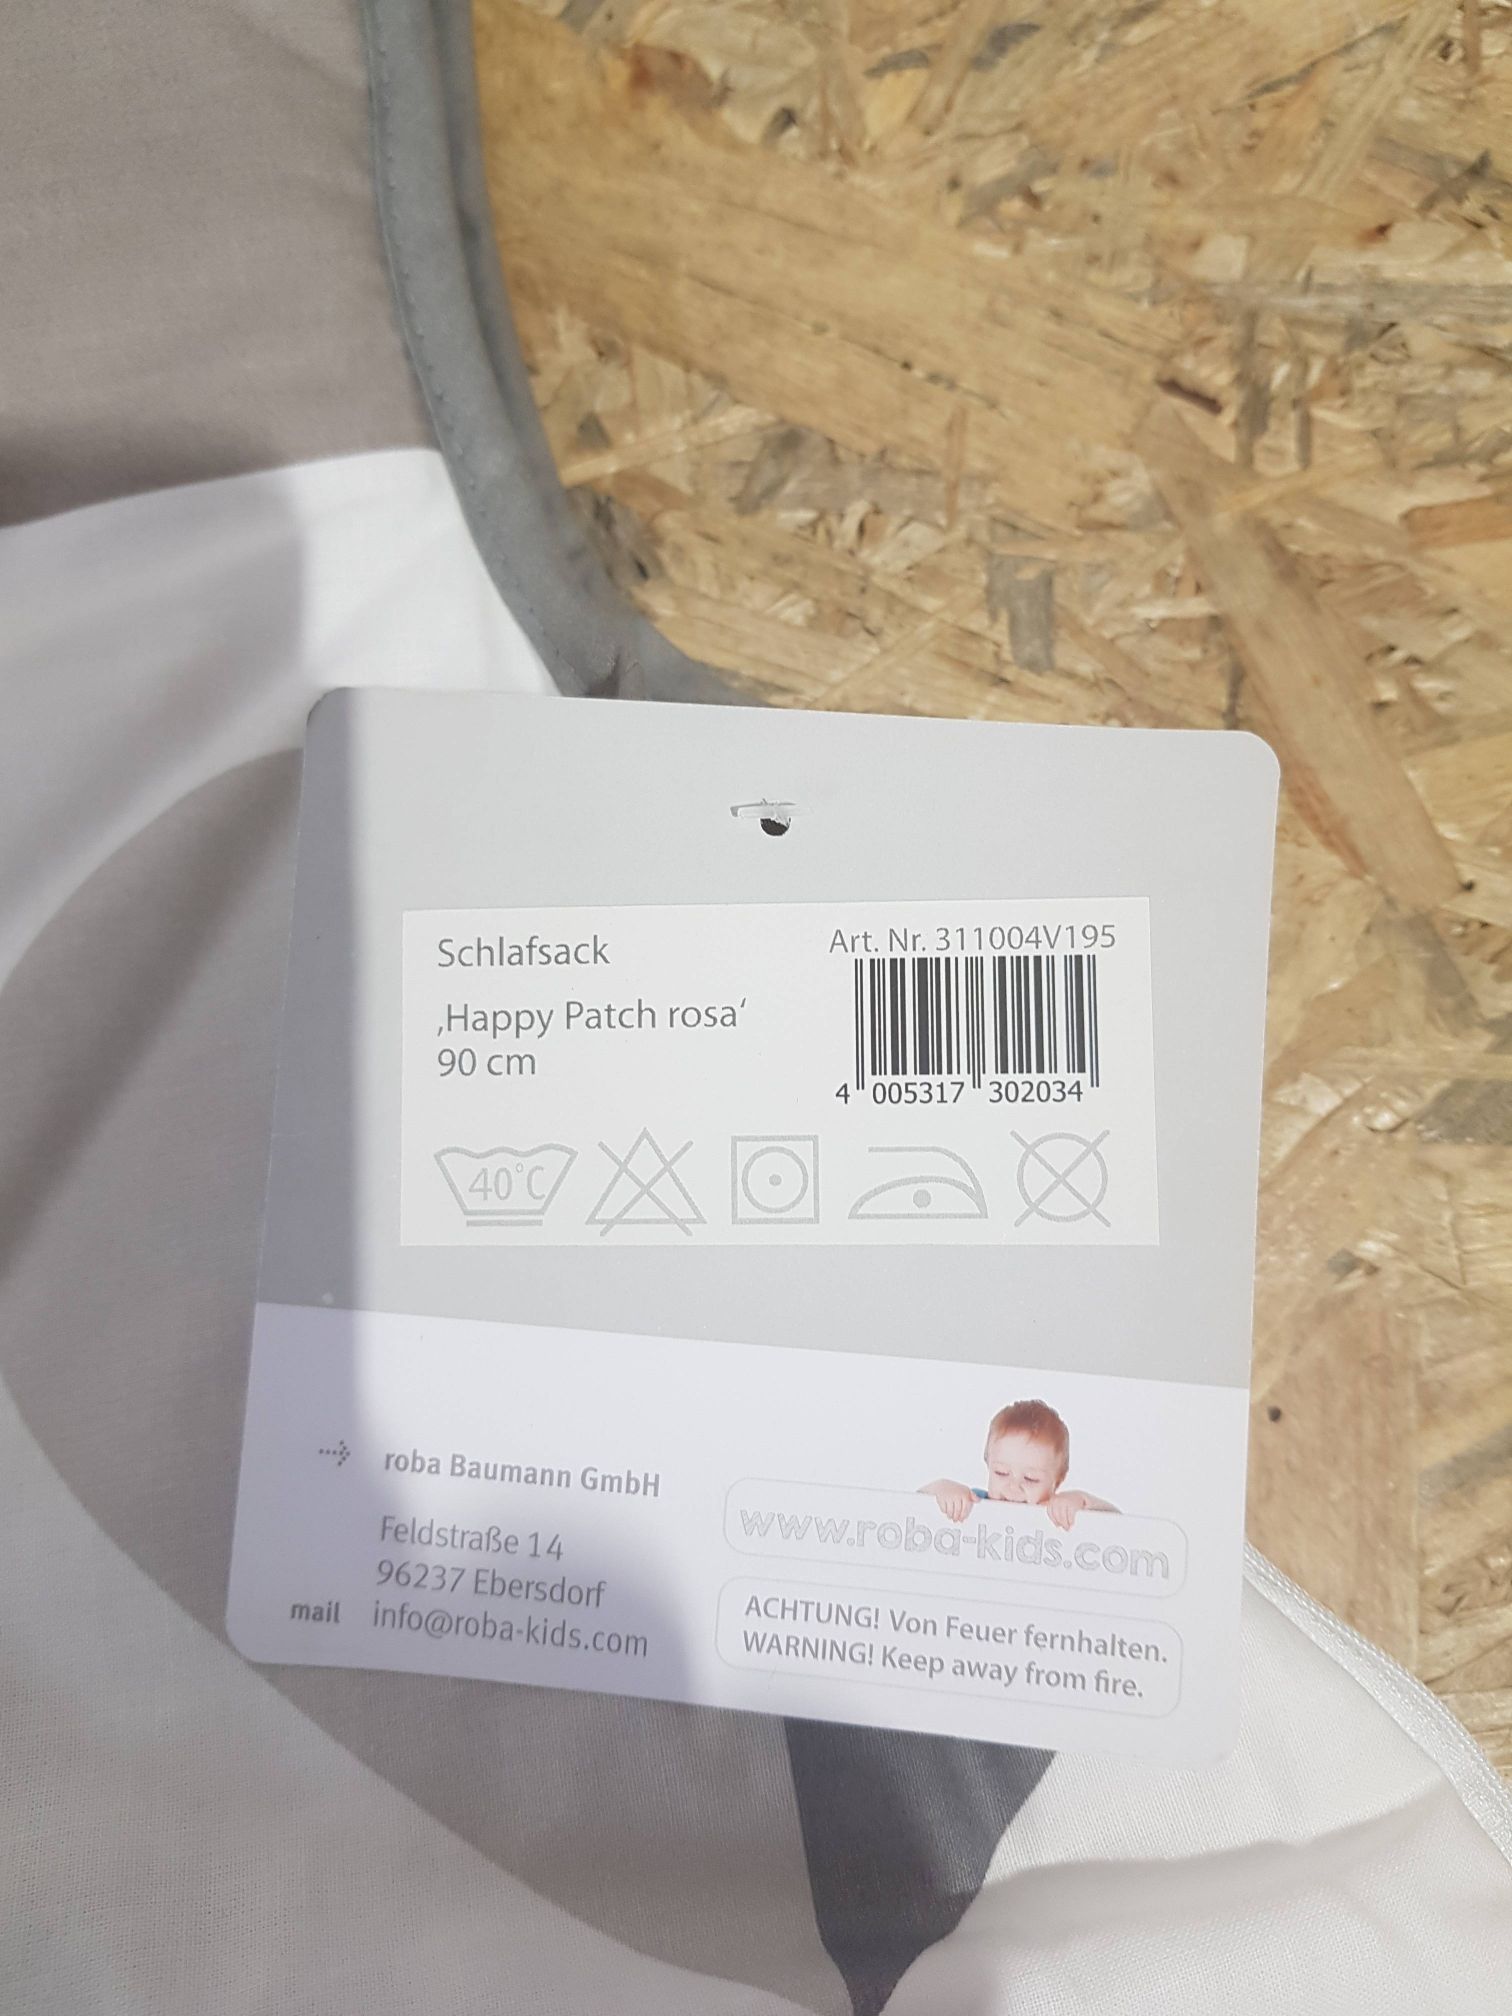 Schlafsack
‚Happy Patch rosa‘
90 cm
Art. Nr. 311004V195
4 005317 302034
40°C
roba Baumann GmbH
Feldstraße 14
96237 Ebersdorf
mail info@roba-kids.com
www.roba-kids.com
ACHTUNG! Von Feuer fernhalten.
WARNING! Keep away from fire.